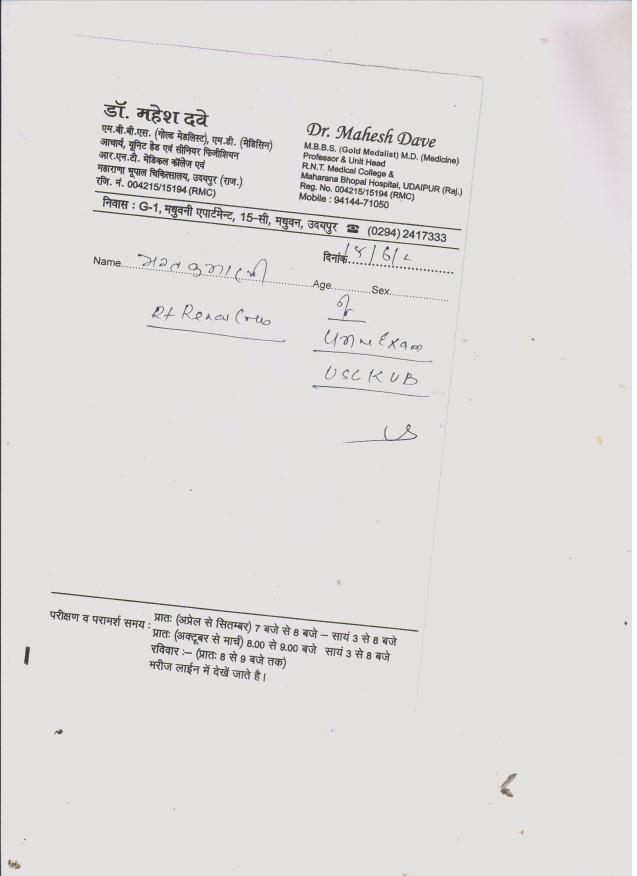 डॉ. महेश दवे
एम.बी.बी.एस. (गोल्ड मेडलिस्ट), एम.डी. (मेडिसिन)
आचार्य, यूनिट हेड एवं सीनियर फिजीशियन
आर.एन.टी. मेडिकल कॉलेज एवं
महाराणा भूपाल चिकित्सालय, उदयपुर (राज.)
रजि. नं. 004215/15194 (RMC)
Dr. Mahesh Dave
M.B.B.S. (Gold Medalist) M.D. (Medicine)
Professor & Unit Head
R.N.T. Medical College &
Maharana Bhopal Hospital, UDAIPUR (Raj.)
Reg. No. 004215/15194 (RMC)
Mobile : 94144-71050
निवास : G-1, मधुवनी एपार्टमेन्ट, 15-सी, मधुवन, उदयपुर ☎ (0294) 2417333
दिनांक 18/6/
Name Age Sex
Rt Renal Colic
Urine Exam
USG KUB
परीक्षण व परामर्श समय : प्रातः (अप्रेल से सितम्बर) 7 बजे से 8 बजे – सायं 3 से 8 बजे
प्रातः (अक्टूबर से मार्च) 8.00 से 9.00 बजे सायं 3 से 8 बजे
रविवार :– (प्रातः 8 से 9 बजे तक)
मरीज लाईन में देखें जाते है।